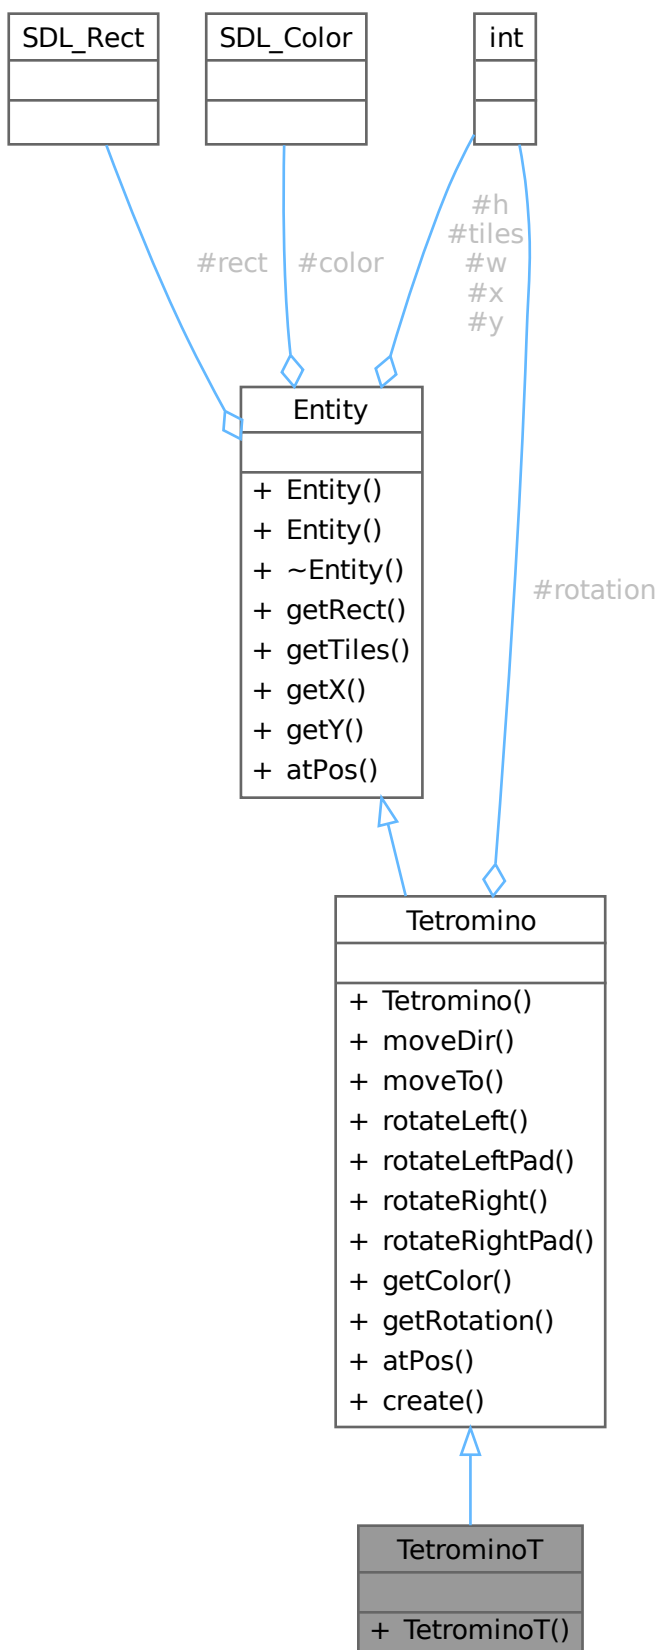 SDL_Rect
SDL_Color
int
#rect
#color
#h
#tiles
#w
#x
#y
Entity
+ Entity()
+ Entity()
+ ~Entity()
+ getRect()
+ getTiles()
+ getX()
+ getY()
+ atPos()
#rotation
Tetromino
+ Tetromino()
+ moveDir()
+ moveTo()
+ rotateLeft()
+ rotateLeftPad()
+ rotateRight()
+ rotateRightPad()
+ getColor()
+ getRotation()
+ atPos()
+ create()
TetrominoT
+ TetrominoT()